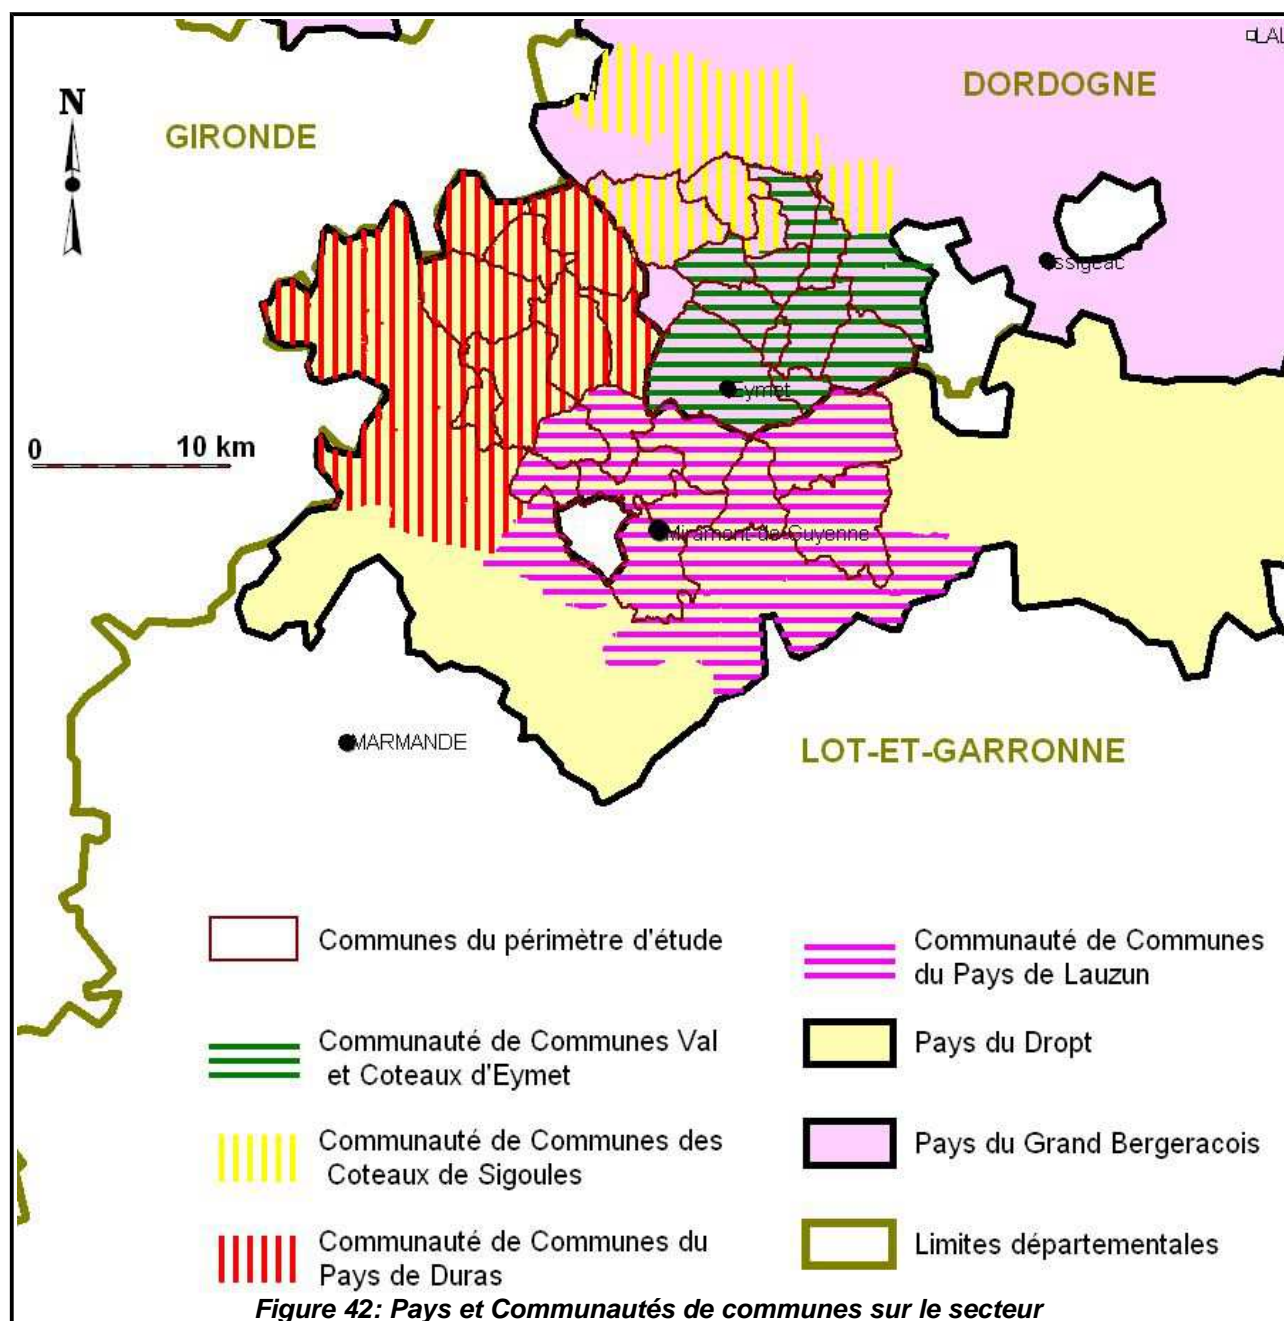 LAL
DORDOGNE
N
GIRONDE
ssigeac
Eymet
0 10 km
Miramont-de-Guyenne
MARMANDE
LOT-ET-GARRONNE
Communes du périmètre d'étude
Communauté de Communes Val
et Coteaux d'Eymet
Communauté de Communes des
Coteaux de Sigoules
Communauté de Communes du
Pays de Duras
Communauté de Communes
du Pays de Lauzun
Pays du Dropt
Pays du Grand Bergeracois
Limites départementales
Figure 42: Pays et Communautés de communes sur le secteur